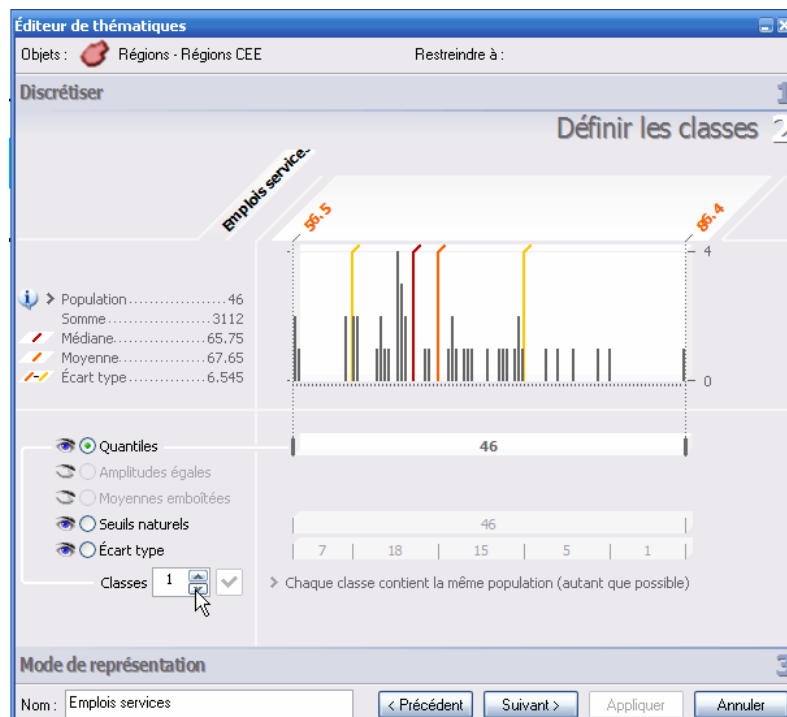 Éditeur de thématiques
Objets : Régions - Régions CEE Restreindre à :
Discrétiser 1
Définir les classes 2
Emplois service-
56.5
86.4
4
Population 46
Somme 3112
Médiane 65.75
Moyenne 67.65
Écart type 6.545
0
Quantiles 46
Amplitudes égales
Moyennes emboîtées
Seuils naturels 46
Écart type 7 18 15 5 1
Classes 1 Chaque classe contient la même population (autant que possible)
Mode de représentation 3
Nom : Emplois services < Précédent Suivant > Appliquer Annuler